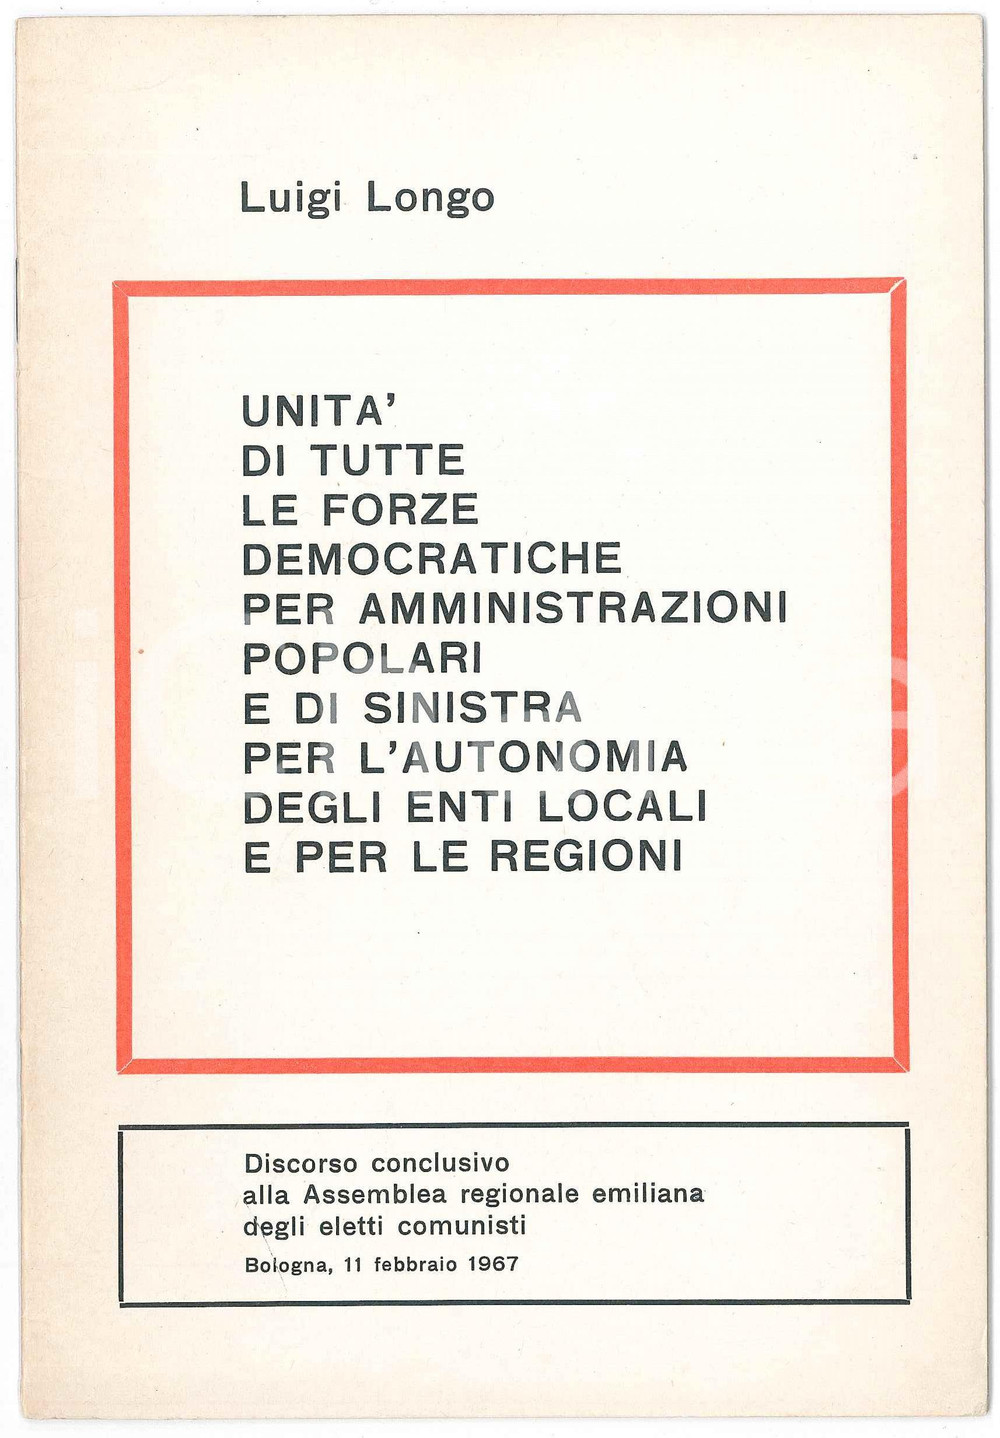 Luigi Longo
UNITA'
DI TUTTE
LE FORZE
DEMOCRATICHE
PER AMMINISTRAZIONI
POPOLARI
E DI SINISTRA
PER L'AUTONOMIA
DEGLI ENTI LOCALI
E PER LE REGIONI
Discorso conclusivo
alla Assemblea regionale emiliana
degli eletti comunisti
Bologna, 11 febbraio 1967